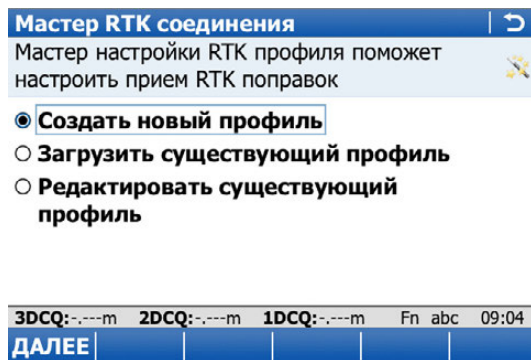 Мастер RTK соединения
Мастер настройки RTK профиля поможет
настроить прием RTK поправок
Создать новый профиль
Загрузить существующий профиль
Редактировать существующий
профиль
3DCQ:-.---m 2DCQ:-.---m 1DCQ:-.---m Fn abc 09:04
ДАЛЕЕ